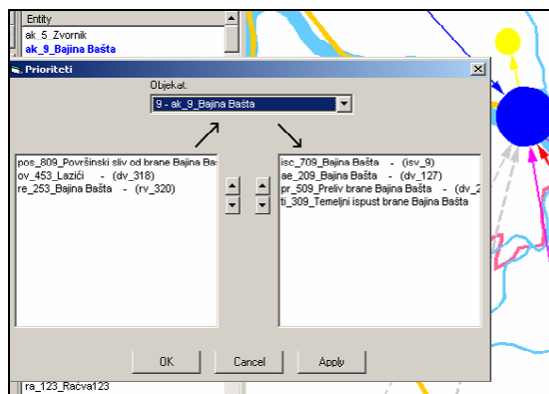 Entity
ak_5_Zvornik
ak_9_Bajina Bašta
Prioriteti
Objekat:
9 - ak_9_Bajina Bašta
pos_809_Površinski sliv od brane Bajina Ba
ov_453_Lazići - (dv_318)
re_253_Bajina Bašta - (rv_320)
isc_709_Bajina Bašta - (isv_9)
ae_209_Bajina Bašta - (dv_127)
pr_509_Preliv brane Bajina Bašta - (dv_2
ti_309_Temeljni ispust brane Bajina Bašta
OK Cancel Apply
ra_123_Račva123